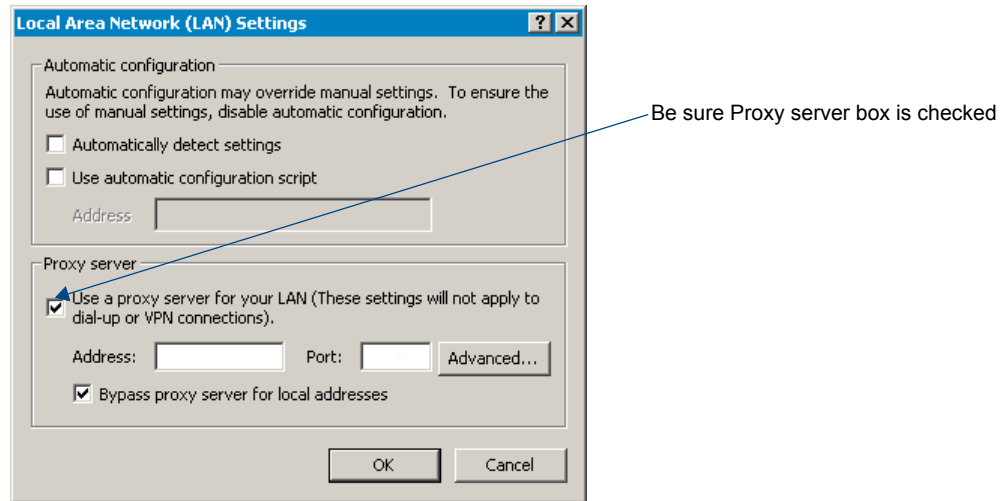 Local Area Network (LAN) Settings
Automatic configuration
Automatic configuration may override manual settings. To ensure the
use of manual settings, disable automatic configuration.
Be sure Proxy server box is checked
Automatically detect settings
Use automatic configuration script
Address
Proxy server
Use a proxy server for your LAN (These settings will not apply to
dial-up or VPN connections).
Address:
Port:
Advanced...
Bypass proxy server for local addresses
OK
Cancel